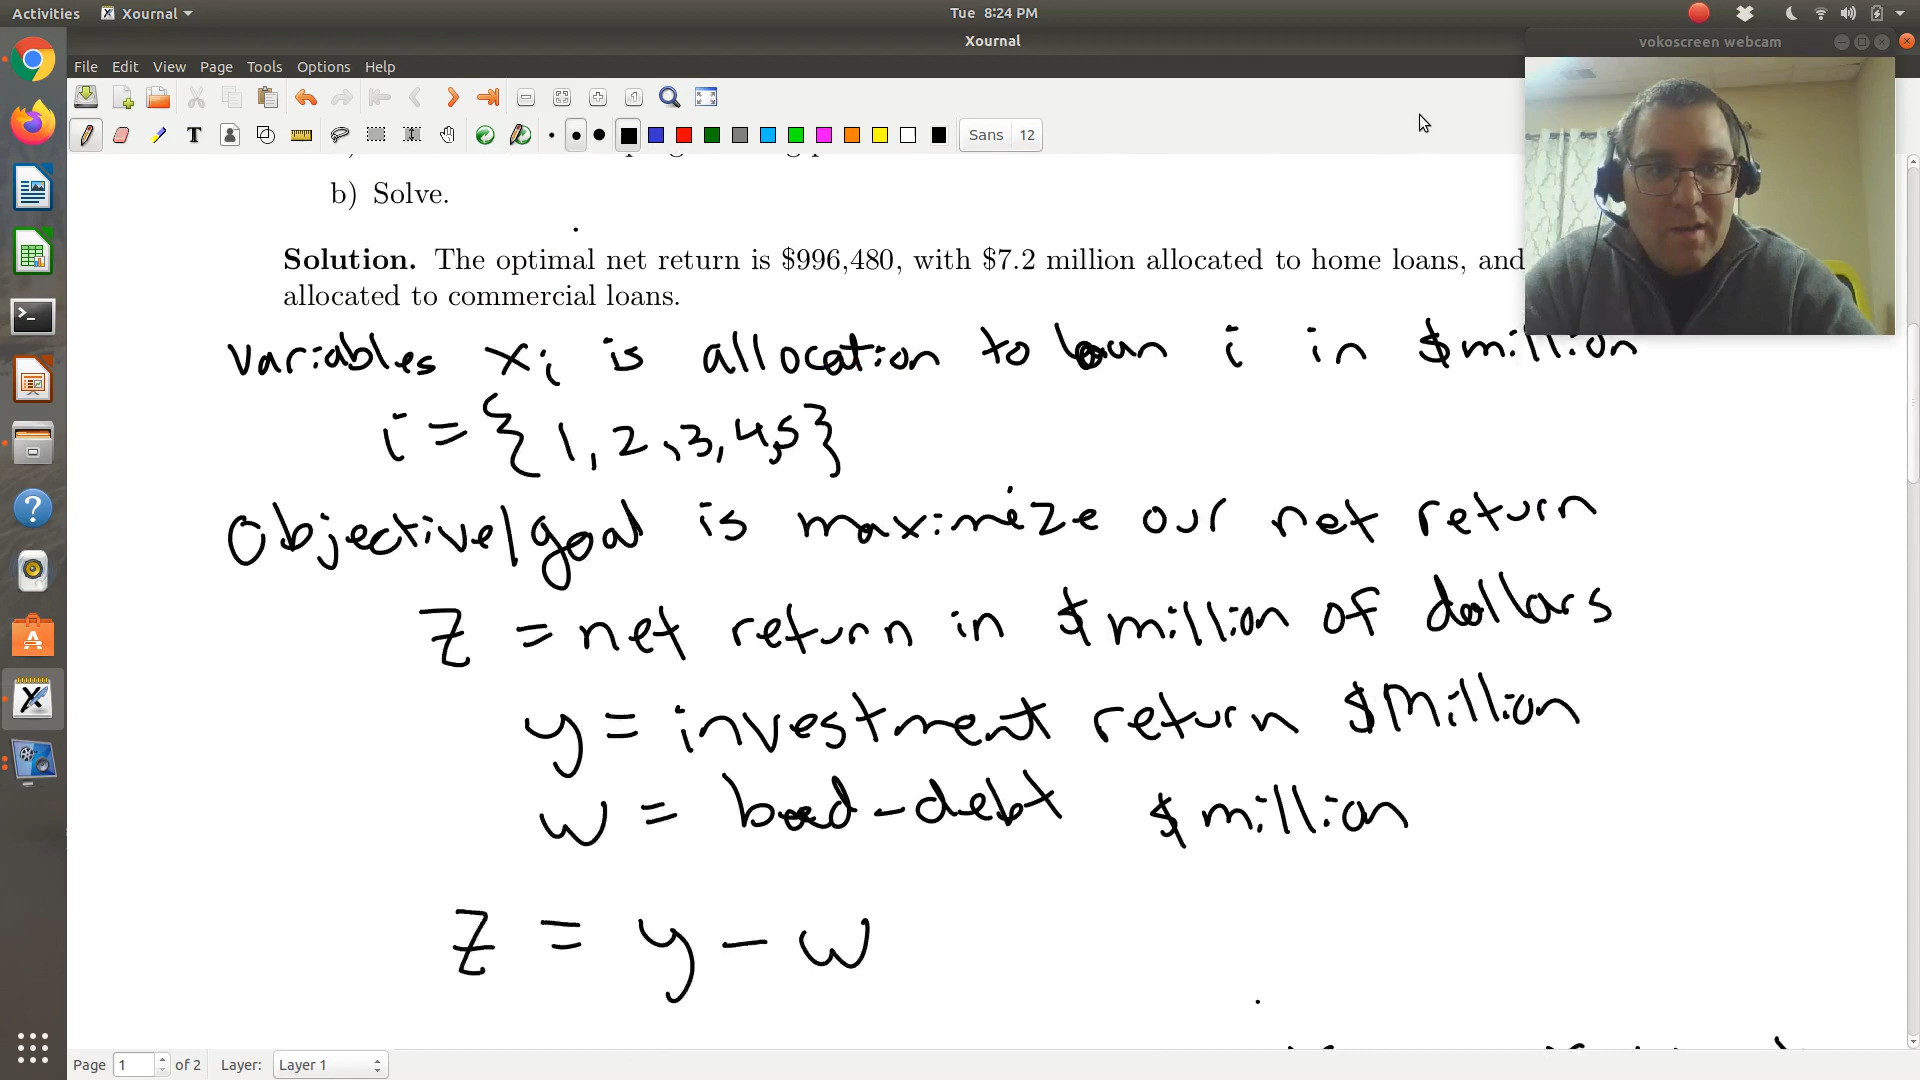 Activities Xournal Tue 8:24 PM
Xournal
vokoscreen webcam
File Edit View Page Tools Options Help
Sans 12
b) Solve.
Solution. The optimal net return is $996,480, with $7.2 million allocated to home loans, and
allocated to commercial loans.
variables xi is allocation to loan i in $million
i = {1, 2, 3, 4, 5}
Objective/goal is maximize our net return
Z = net return in $million of dollars
y = investment return $Million
w = bad-debt $million
Z = y - w
Page 1 of 2 Layer: Layer 1